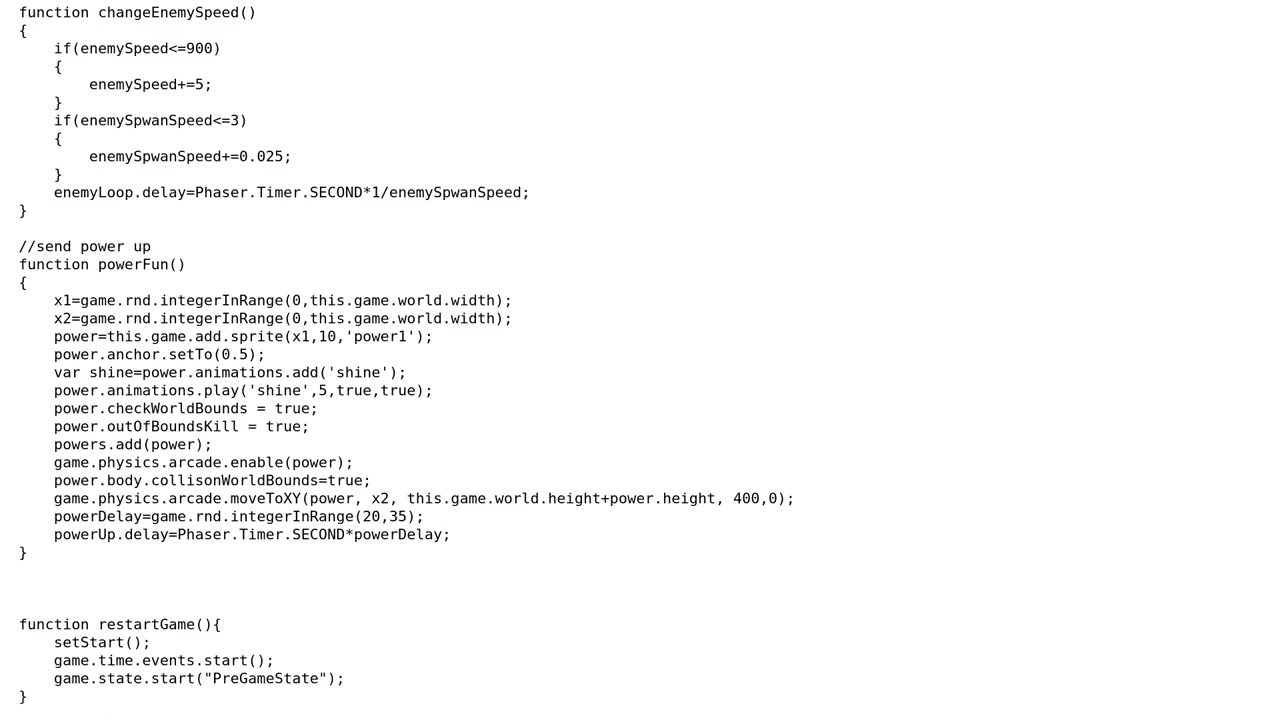 function changeEnemySpeed()
{
    if(enemySpeed<=900)
    {
        enemySpeed+=5;
    }
    if(enemySpwanSpeed<=3)
    {
        enemySpwanSpeed+=0.025;
    }
    enemyLoop.delay=Phaser.Timer.SECOND*1/enemySpwanSpeed;
}

//send power up
function powerFun()
{
    x1=game.rnd.integerInRange(0,this.game.world.width);
    x2=game.rnd.integerInRange(0,this.game.world.width);
    power=this.game.add.sprite(x1,10,'power1');
    power.anchor.setTo(0.5);
    var shine=power.animations.add('shine');
    power.animations.play('shine',5,true,true);
    power.checkWorldBounds = true;
    power.outOfBoundsKill = true;
    powers.add(power);
    game.physics.arcade.enable(power);
    power.body.collisonWorldBounds=true;
    game.physics.arcade.moveToXY(power, x2, this.game.world.height+power.height, 400,0);
    powerDelay=game.rnd.integerInRange(20,35);
    powerUp.delay=Phaser.Timer.SECOND*powerDelay;
}

function restartGame(){
    setStart();
    game.time.events.start();
    game.state.start("PreGameState");
}